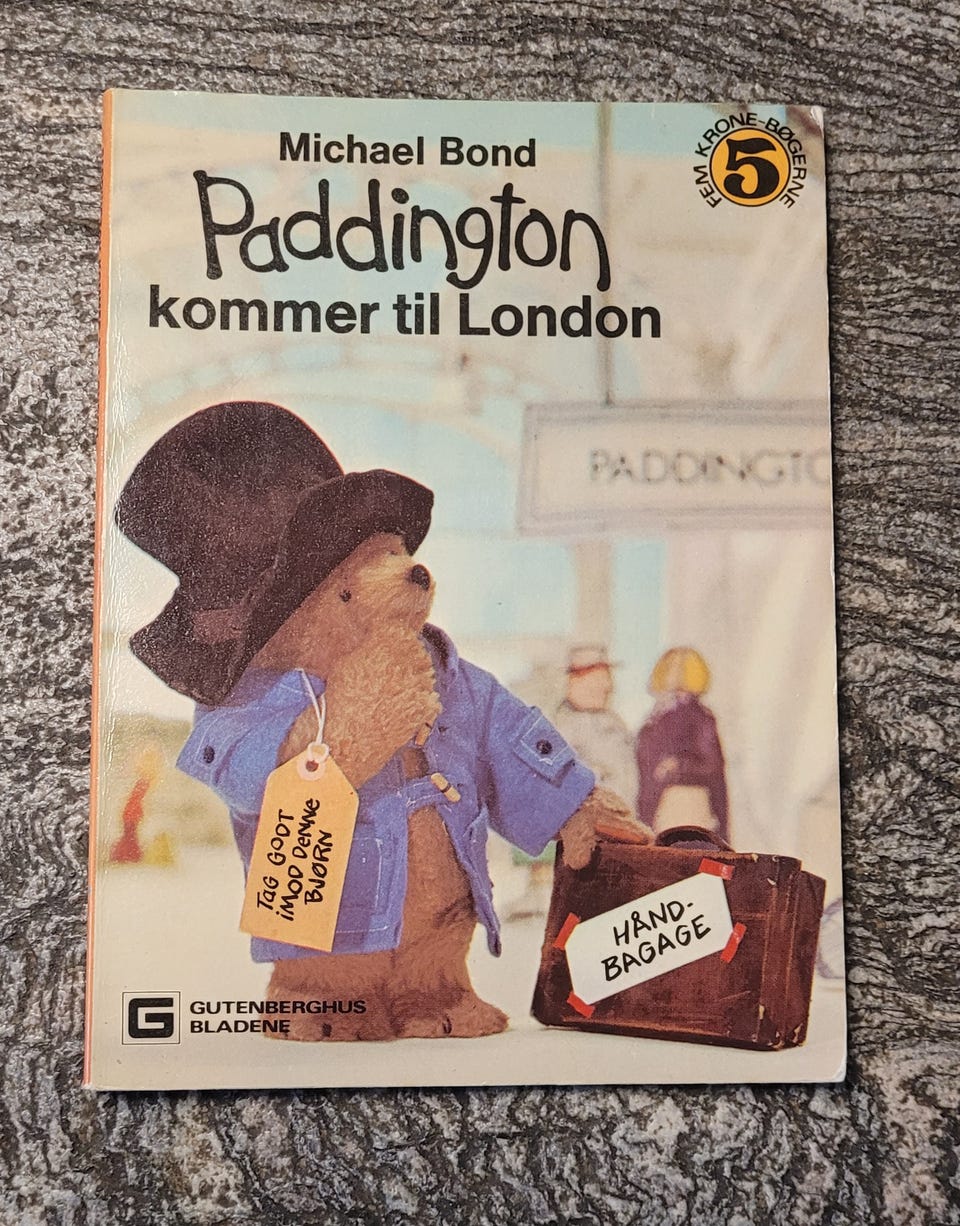 Michael Bond
FEM KRONE-BØGERNE
5
Paddington
kommer til London
PADDINGTO
TAG GODT
iMOD DENNE
BJØRN
HÅND-
BAGAGE
G GUTENBERGHUS
BLADENE